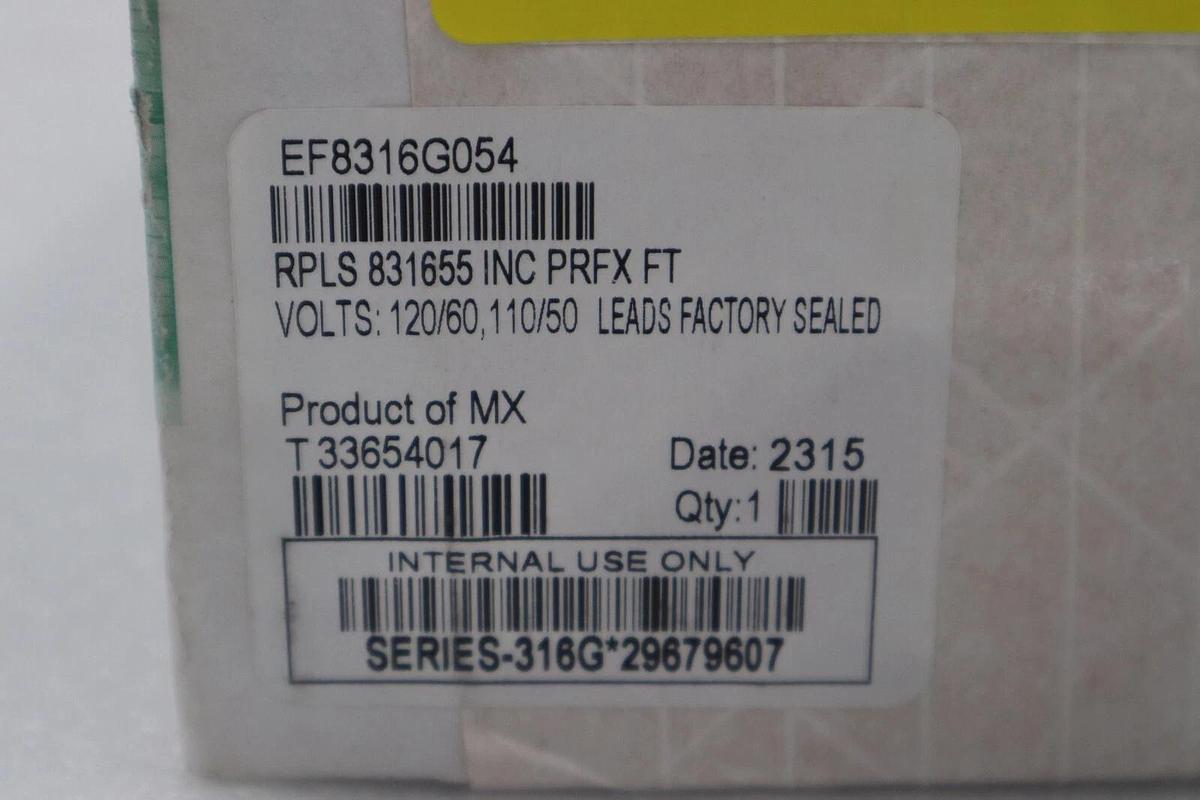 EF8316G054
RPLS 831655 INC PRFX FT
VOLTS: 120/60,110/50 LEADS FACTORY SEALED
Product of MX
T 33654017 Date: 2315
Qty:1
INTERNAL USE ONLY
SERIES-316G*29679607